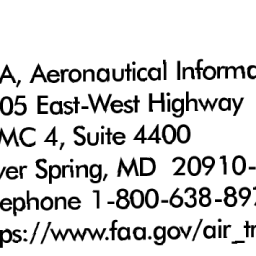 A, Aeronautical Informa
05 East-West Highway
MC 4, Suite 4400
ver Spring, MD 20910-
ephone 1-800-638-897
ps://www.faa.gov/air_tr